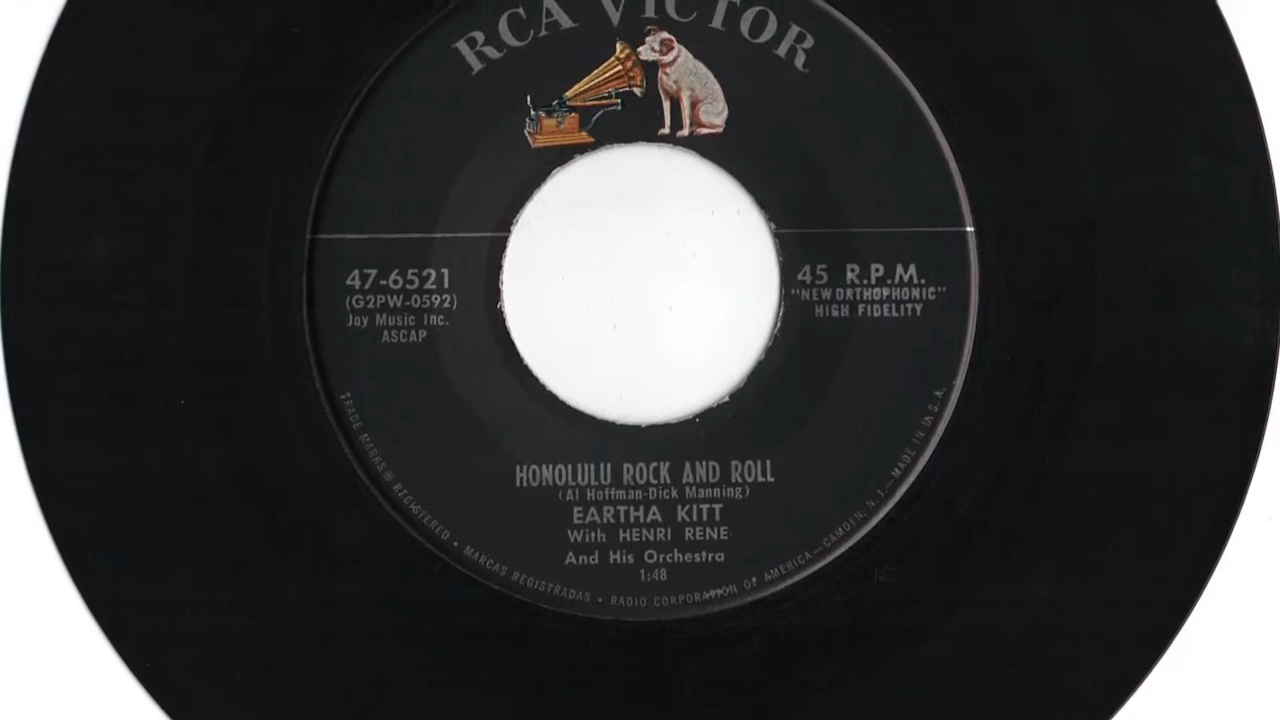 RCA VICTOR
47-6521
(G2PW-0592)
Joy Music Inc.
ASCAP
45 R.P.M.
"NEW ORTHOPHONIC"
HIGH FIDELITY
HONOLULU ROCK AND ROLL
(Al Hoffman-Dick Manning)
EARTHA KITT
With HENRI RENE
And His Orchestra
1:48
TRADE MARKS ® REGISTERED • MARCAS REGISTRADAS • RADIO CORPORATION OF AMERICA—CAMDEN, N. J.—MADE IN U.S.A.